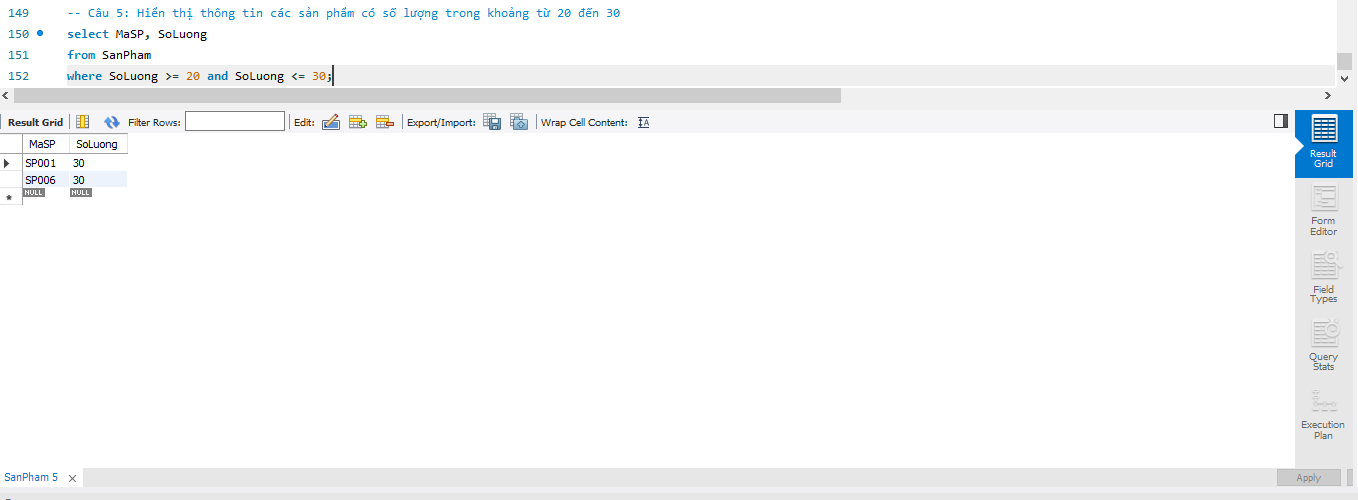 149 -- Câu 5: Hiển thị thông tin các sản phẩm có số lượng trong khoảng từ 20 đến 30
150 select MaSP, SoLuong
151 from SanPham
152 where SoLuong >= 20 and SoLuong <= 30;
Result Grid Filter Rows: Edit: Export/Import: Wrap Cell Content:
MaSP SoLuong
SP001 30
SP006 30
NULL NULL
Result
Grid
Form
Editor
Field
Types
Query
Stats
Execution
Plan
SanPham 5
Apply